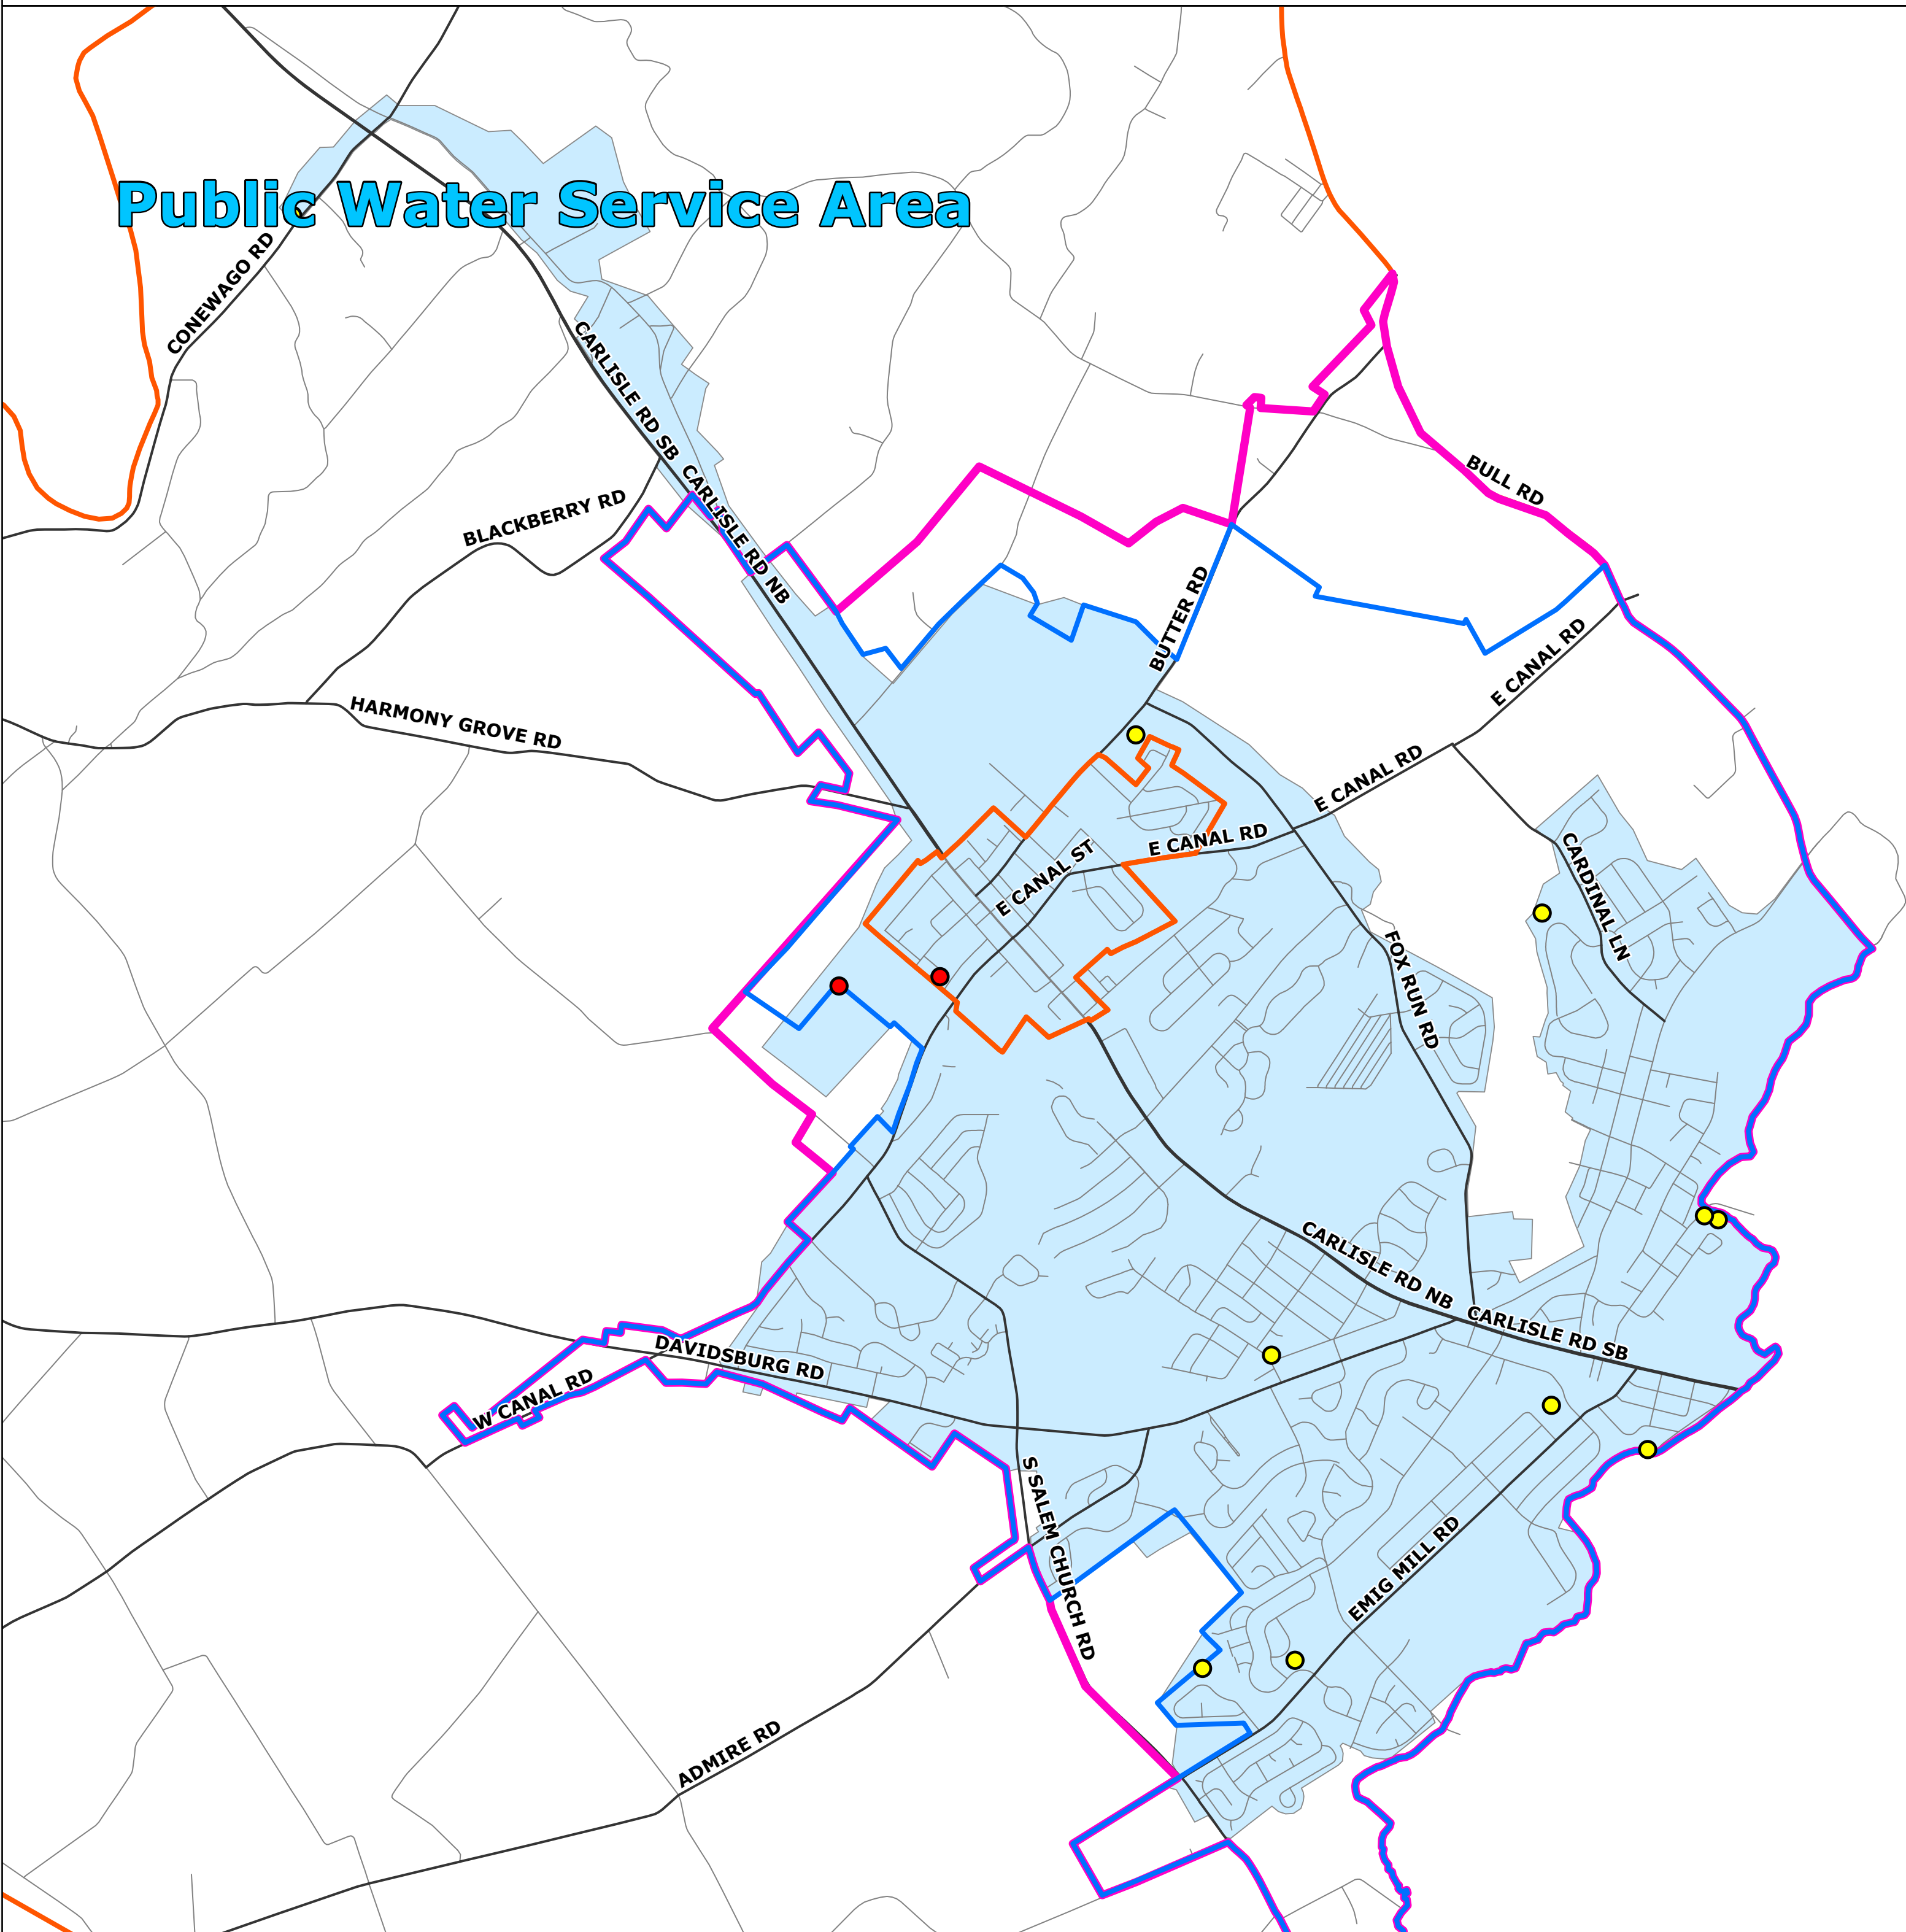 Public Water Service Area
CONEWAGO RD
CARLISLE RD SB
CARLISLE RD NB
BULL RD
BLACKBERRY RD
BUTTER RD
E CANAL RD
HARMONY GROVE RD
E CANAL RD
E CANAL RD
E CANAL ST
CARDINAL LN
FOX RUN RD
CARLISLE RD NB
CARLISLE RD SB
DAVIDSBURG RD
W CANAL RD
S SALEM CHURCH RD
EMIG MILL RD
ADMIRE RD